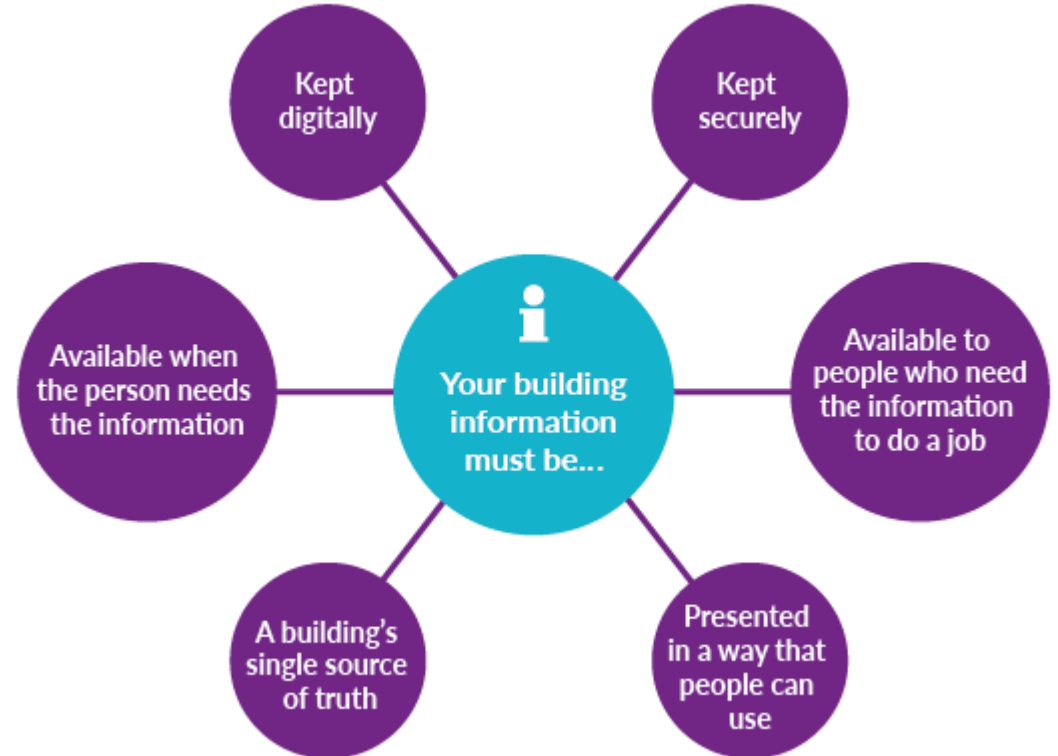 Kept
digitally
Kept
securely
Available when
the person needs
the information
Your building
information
must be...
Available to
people who need
the information
to do a job
A building’s
single source
of truth
Presented
in a way that
people can
use